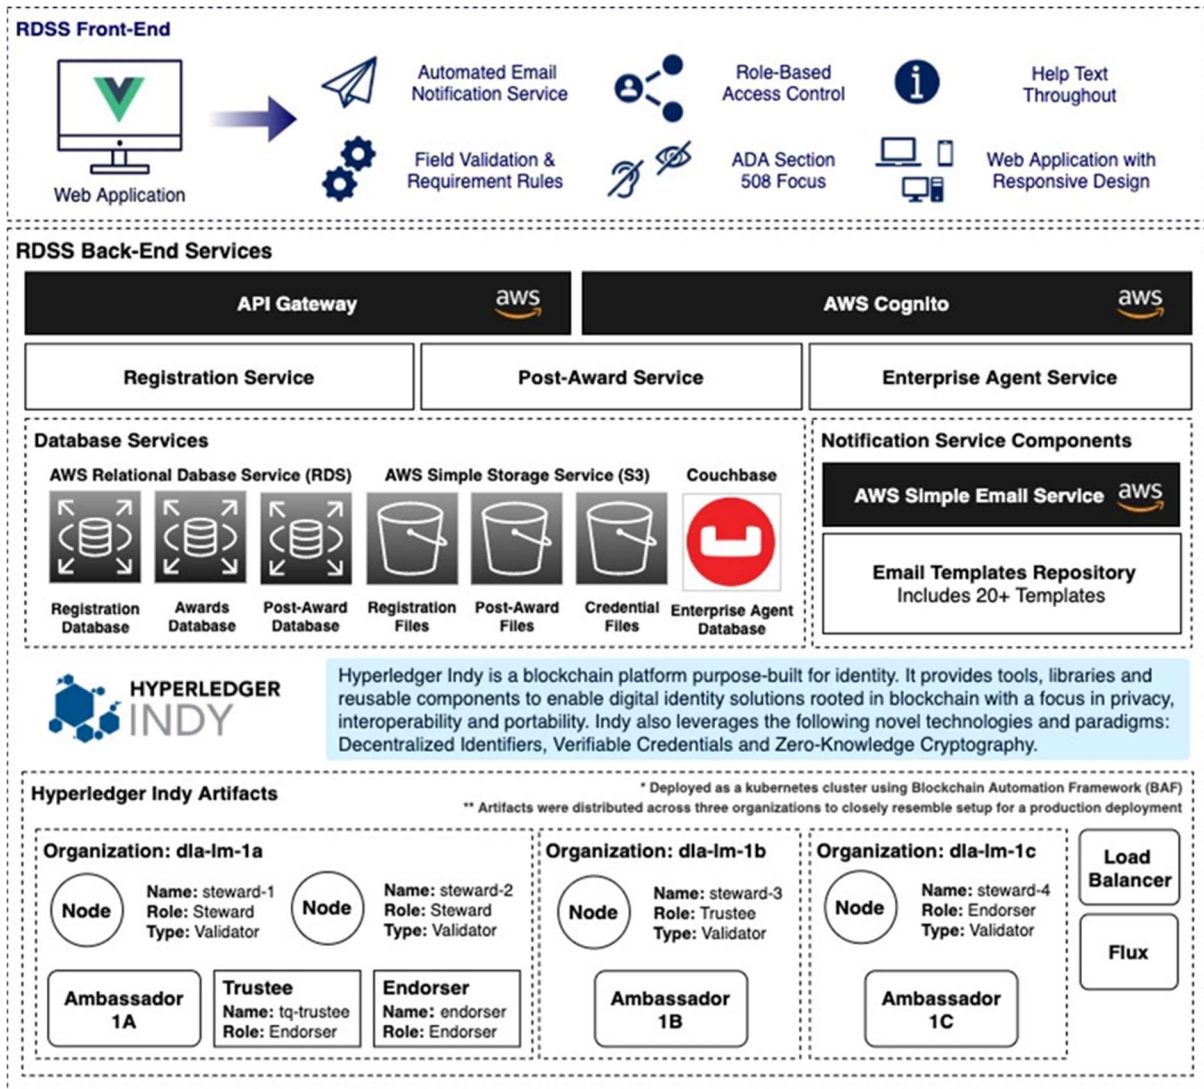 RDSS Front-End
Automated Email
Notification Service
Role-Based
Access Control
Help Text
Throughout
Web Application
Field Validation &
Requirement Rules
ADA Section
508 Focus
Web Application with
Responsive Design
RDSS Back-End Services
API Gateway
aws
AWS Cognito
aws
Registration Service
Post-Award Service
Enterprise Agent Service
Database Services
AWS Relational Dabase Service (RDS)
AWS Simple Storage Service (S3)
Couchbase
Registration
Database
Awards
Database
Post-Award
Database
Registration
Files
Post-Award
Files
Credential
Files
Enterprise Agent
Database
Notification Service Components
AWS Simple Email Service
aws
Email Templates Repository
Includes 20+ Templates
HYPERLEDGER
INDY
Hyperledger Indy is a blockchain platform purpose-built for identity. It provides tools, libraries and
reusable components to enable digital identity solutions rooted in blockchain with a focus in privacy,
interoperability and portability. Indy also leverages the following novel technologies and paradigms:
Decentralized Identifiers, Verifiable Credentials and Zero-Knowledge Cryptography.
Hyperledger Indy Artifacts
* Deployed as a kubernetes cluster using Blockchain Automation Framework (BAF)
** Artifacts were distributed across three organizations to closely resemble setup for a production deployment
Organization: dla-lm-1a
Node
Name: steward-1
Role: Steward
Type: Validator
Node
Name: steward-2
Role: Steward
Type: Validator
Ambassador
1A
Trustee
Name: tq-trustee
Role: Endorser
Endorser
Name: endorser
Role: Endorser
Organization: dla-lm-1b
Node
Name: steward-3
Role: Trustee
Type: Validator
Ambassador
1B
Organization: dla-lm-1c
Node
Name: steward-4
Role: Endorser
Type: Validator
Ambassador
1C
Load
Balancer
Flux